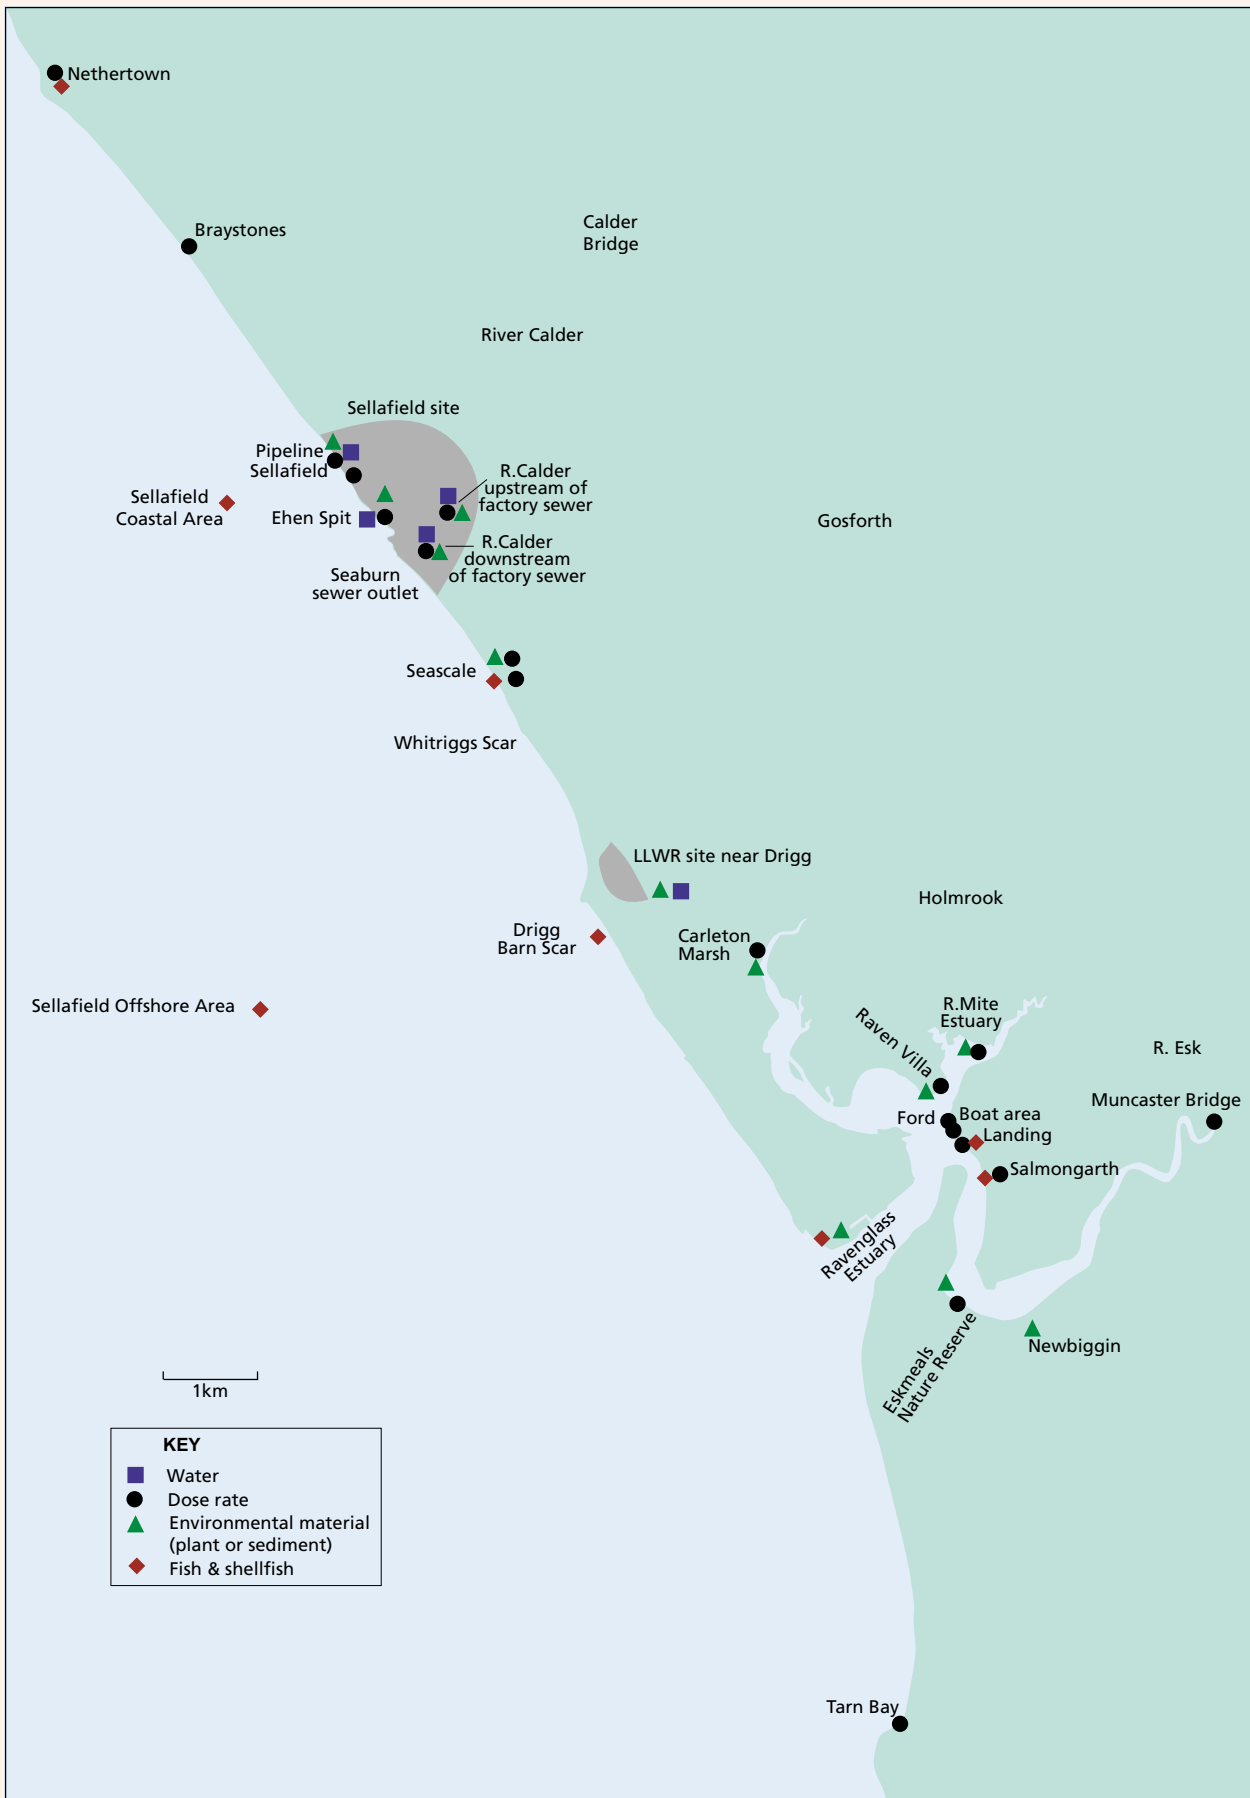 Nethertown
Braystones
Calder
Bridge
River Calder
Sellafield site
Pipeline
Sellafield
R.Calder
upstream of
factory sewer
Sellafield
Coastal Area
Ehen Spit
Gosforth
R.Calder
downstream
of factory sewer
Seaburn
sewer outlet
Seascale
Whitriggs Scar
LLWR site near Drigg
Holmrook
Drigg
Barn Scar
Carleton
Marsh
Sellafield Offshore Area
R.Mite
Estuary
Raven Villa
R. Esk
Muncaster Bridge
Ford
Boat area
Landing
Salmongarth
Ravenglass
Estuary
Eskmeals
Nature Reserve
Newbiggin
1km
KEY
Water
Dose rate
Environmental material
(plant or sediment)
Fish & shellfish
Tarn Bay